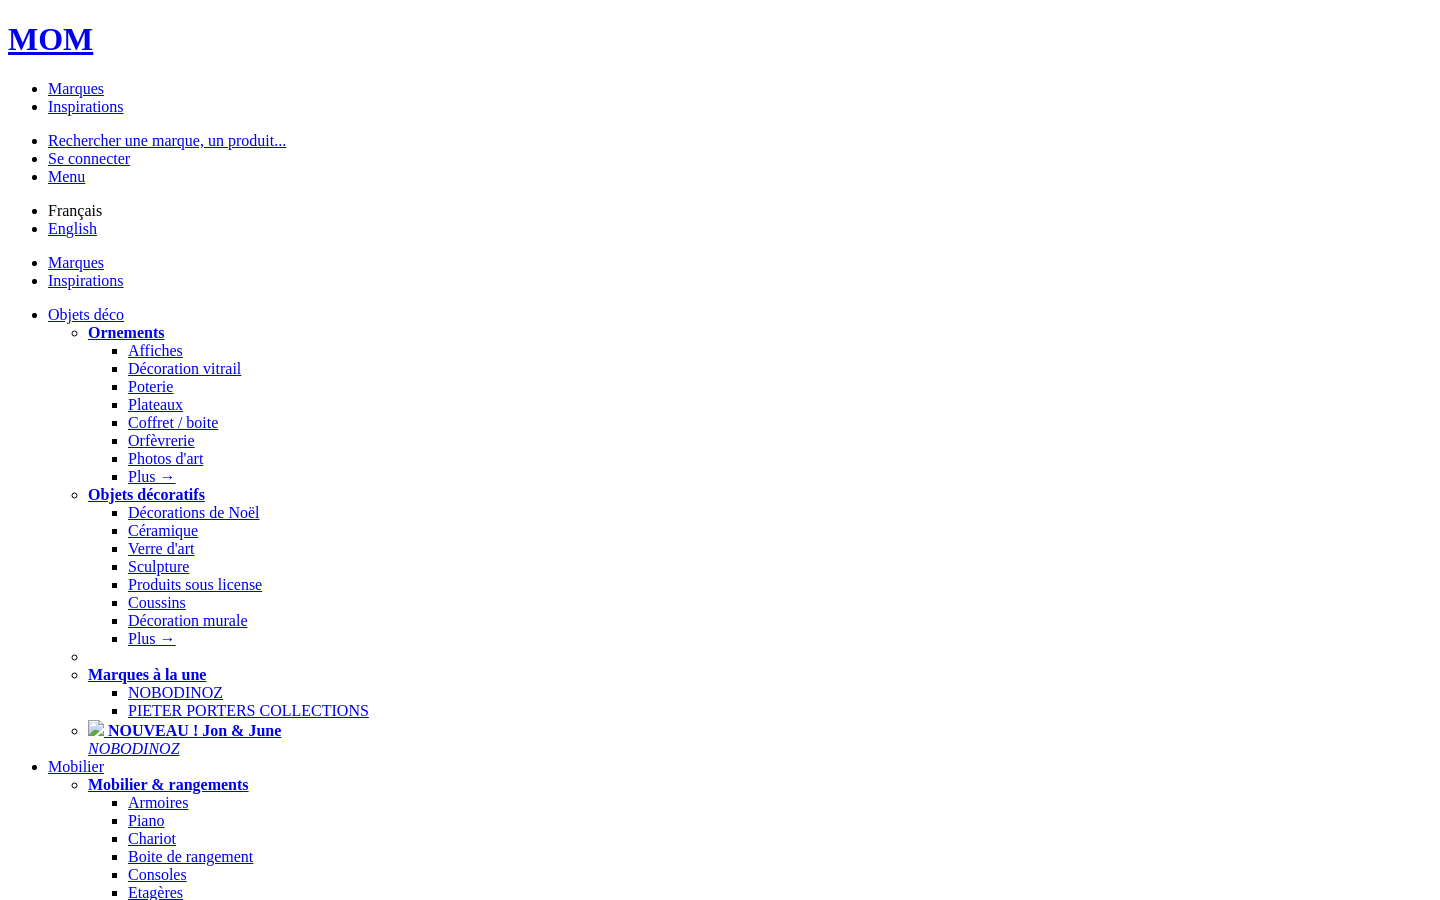 MOM
Marques
Inspirations
Rechercher une marque, un produit...
Se connecter
Menu
Français
English
Marques
Inspirations
Objets déco
Ornements
Affiches
Décoration vitrail
Poterie
Plateaux
Coffret / boite
Orfèvrerie
Photos d'art
Plus →
Objets décoratifs
Décorations de Noël
Céramique
Verre d'art
Sculpture
Produits sous license
Coussins
Décoration murale
Plus →
Marques à la une
NOBODINOZ
PIETER PORTERS COLLECTIONS
NOUVEAU ! Jon & June
NOBODINOZ
Mobilier
Mobilier & rangements
Armoires
Piano
Chariot
Boite de rangement
Consoles
Etagères